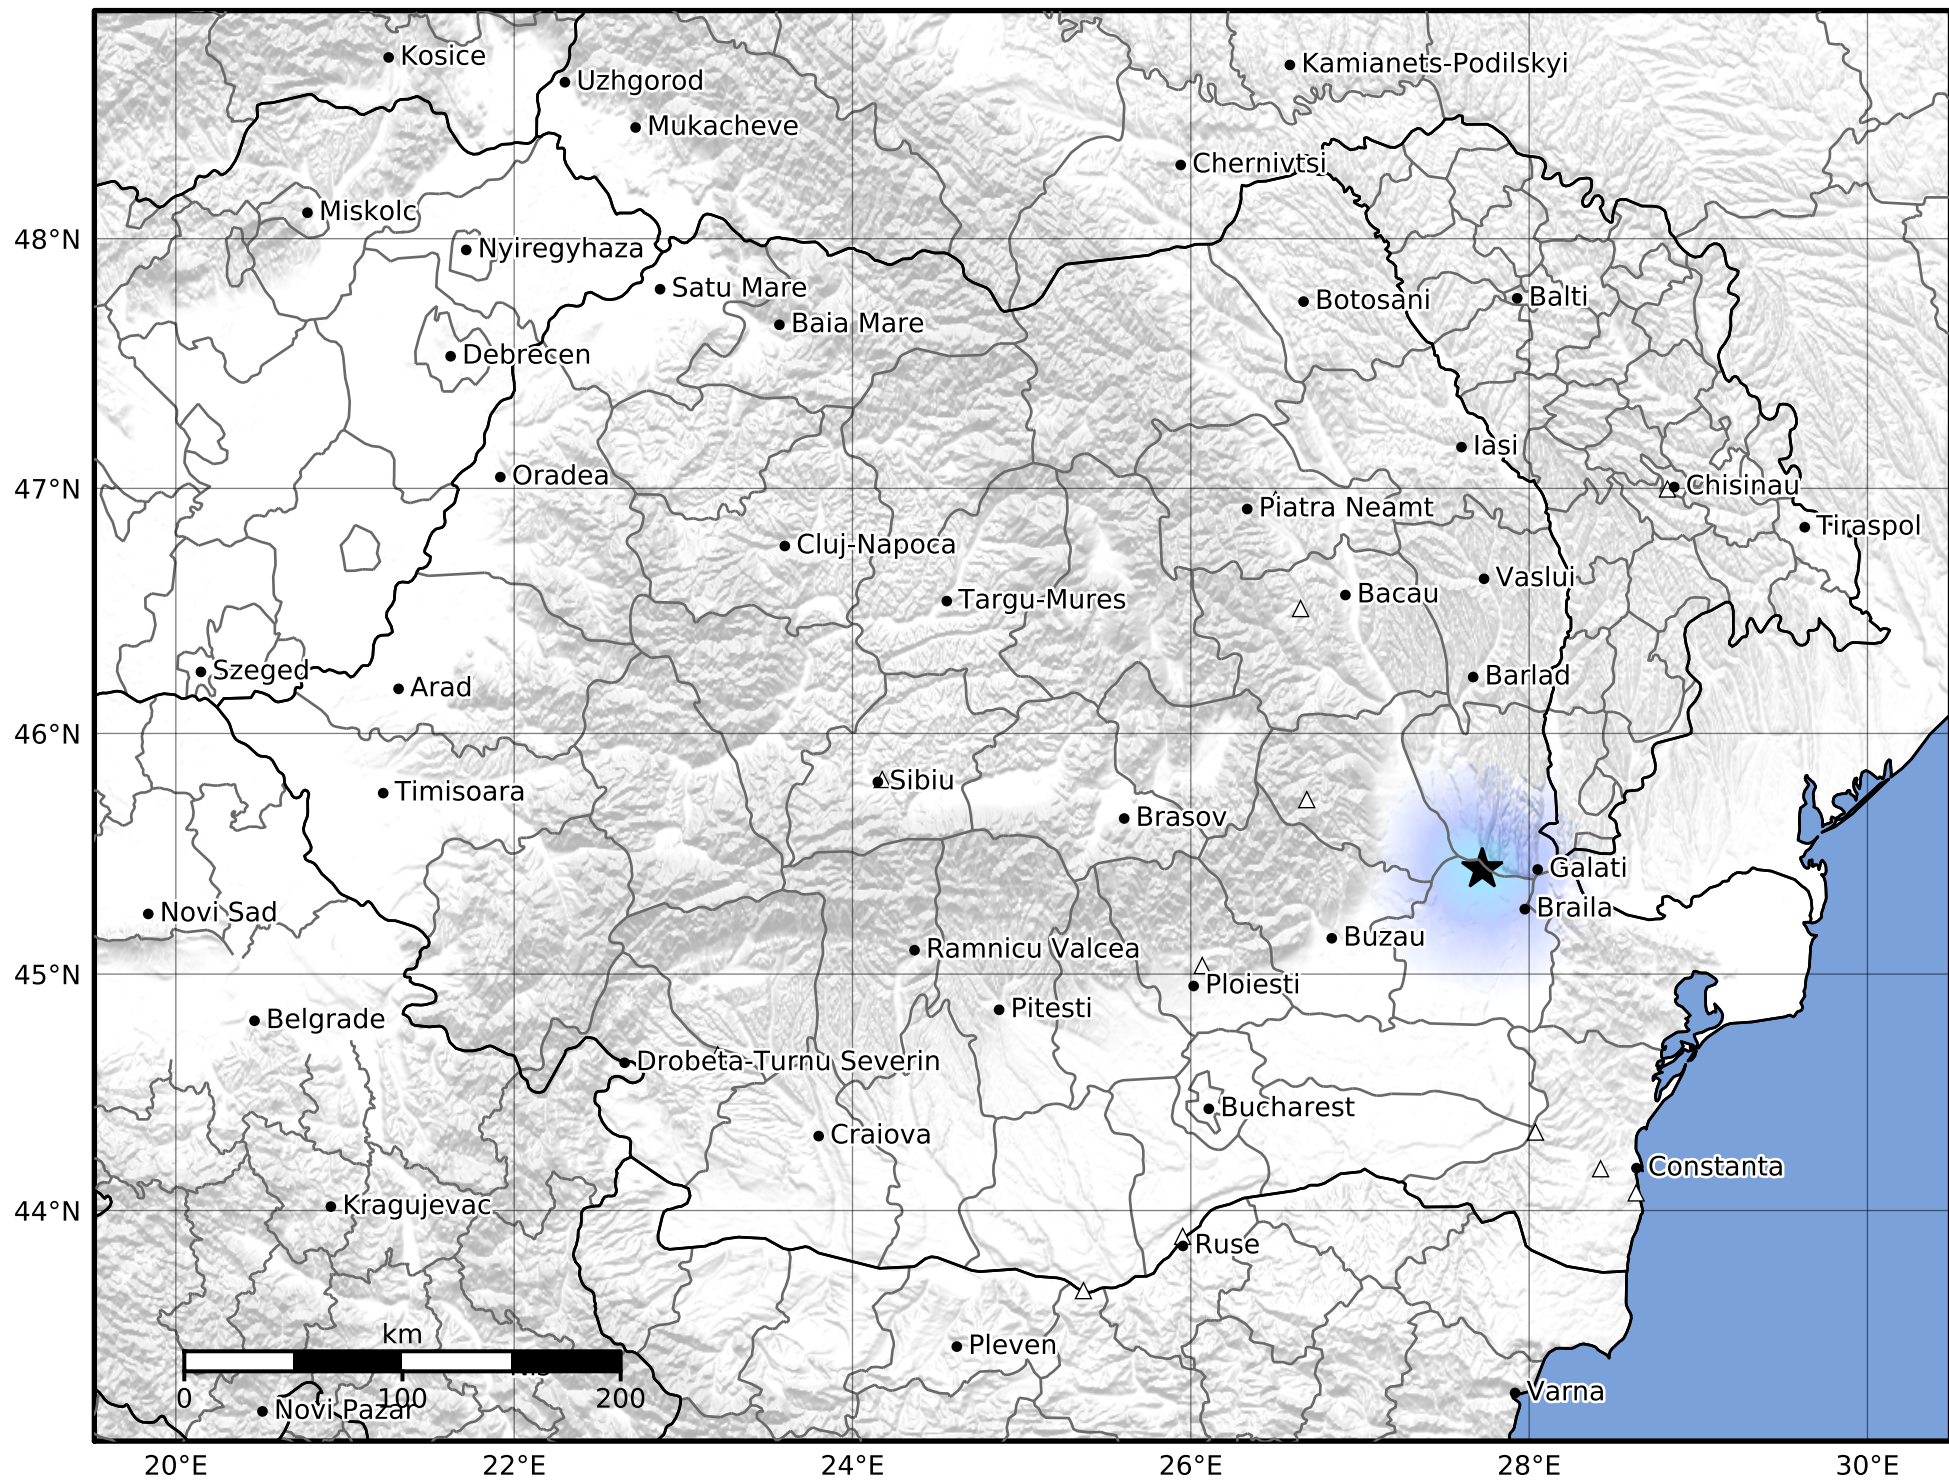 Kosice
Kamianets-Podilskyi
Uzhgorod
Mukacheve
Chernivtsi
Miskolc
48°N
Nyiregyhaza
Satu Mare
Botosani
Balti
Baia Mare
Debrecen
Iasi
47°N
Oradea
Chisinau
Piatra Neamt
Tiraspol
Cluj-Napoca
Vaslui
Bacau
Targu-Mures
Szeged
Barlad
Arad
46°N
Sibiu
Timisoara
Brasov
Galati
Braila
Novi Sad
Buzau
Ramnicu Valcea
45°N
Ploiesti
Pitesti
Belgrade
Drobeta-Turnu Severin
Bucharest
Craiova
Constanta
Kragujevac
44°N
Ruse
km
Pleven
0 100 200
Varna
Novi Pazar
20°E 22°E 24°E 26°E 28°E 30°E